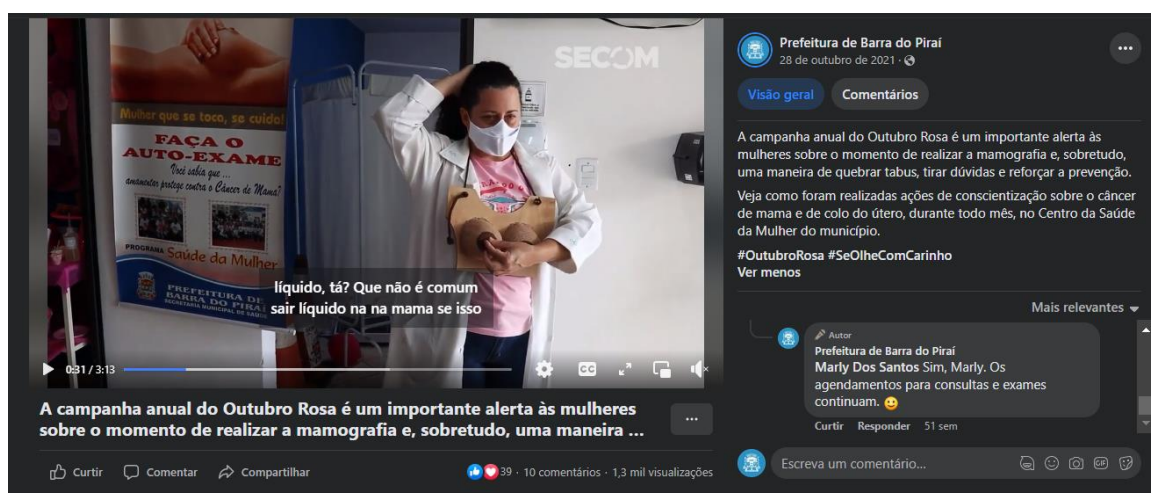 SECOM
Mulher que se toca, se cuida!
FAÇA O
AUTO-EXAME
Você sabia que ...
amamentar protege contra o Câncer de Mama?
PROGRAMA: Saúde da Mulher
PREFEITURA DE
BARRA DO PIRAÍ
SECRETARIA MUNICIPAL DE SAÚDE
líquido, tá? Que não é comum
sair líquido na na mama se isso
0:31 / 3:13
CC
A campanha anual do Outubro Rosa é um importante alerta às mulheres
sobre o momento de realizar a mamografia e, sobretudo, uma maneira ...
Curtir Comentar Compartilhar
39 · 10 comentários · 1,3 mil visualizações
Prefeitura de Barra do Piraí
28 de outubro de 2021 ·
Visão geral Comentários
A campanha anual do Outubro Rosa é um importante alerta às
mulheres sobre o momento de realizar a mamografia e, sobretudo,
uma maneira de quebrar tabus, tirar dúvidas e reforçar a prevenção.
Veja como foram realizadas ações de conscientização sobre o câncer
de mama e de colo do útero, durante todo mês, no Centro da Saúde
da Mulher do município.
#OutubroRosa #SeOlheComCarinho
Ver menos
Mais relevantes
Autor
Prefeitura de Barra do Piraí
Marly Dos Santos Sim, Marly. Os
agendamentos para consultas e exames
continuam. 🙂
Curtir Responder 51 sem
Escreva um comentário...
GIF